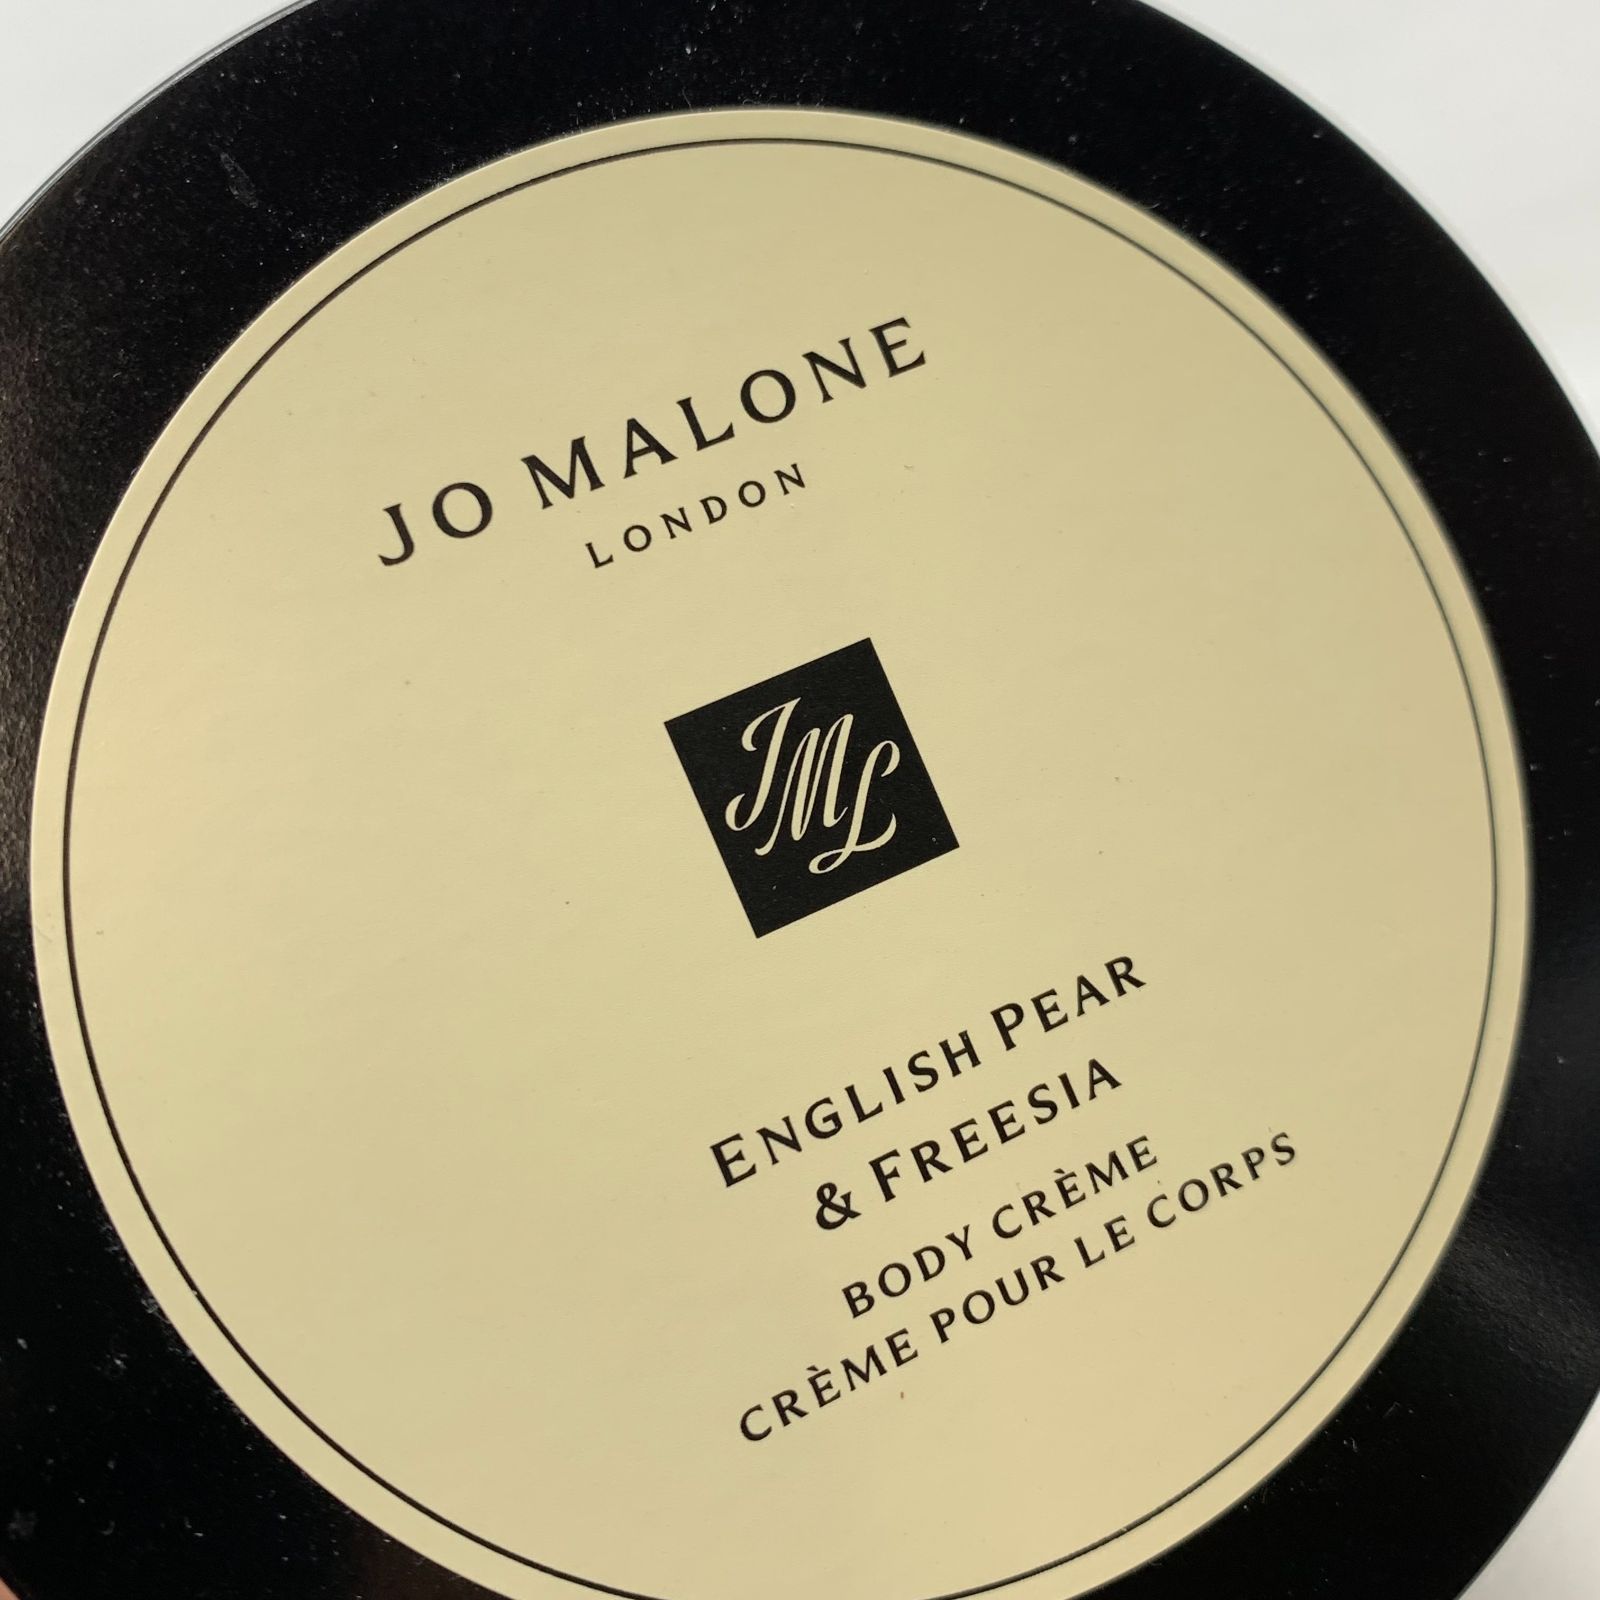 JO MALONE
LONDON
JML
ENGLISH PEAR
& FREESIA
BODY CRÈME
CRÈME POUR LE CORPS